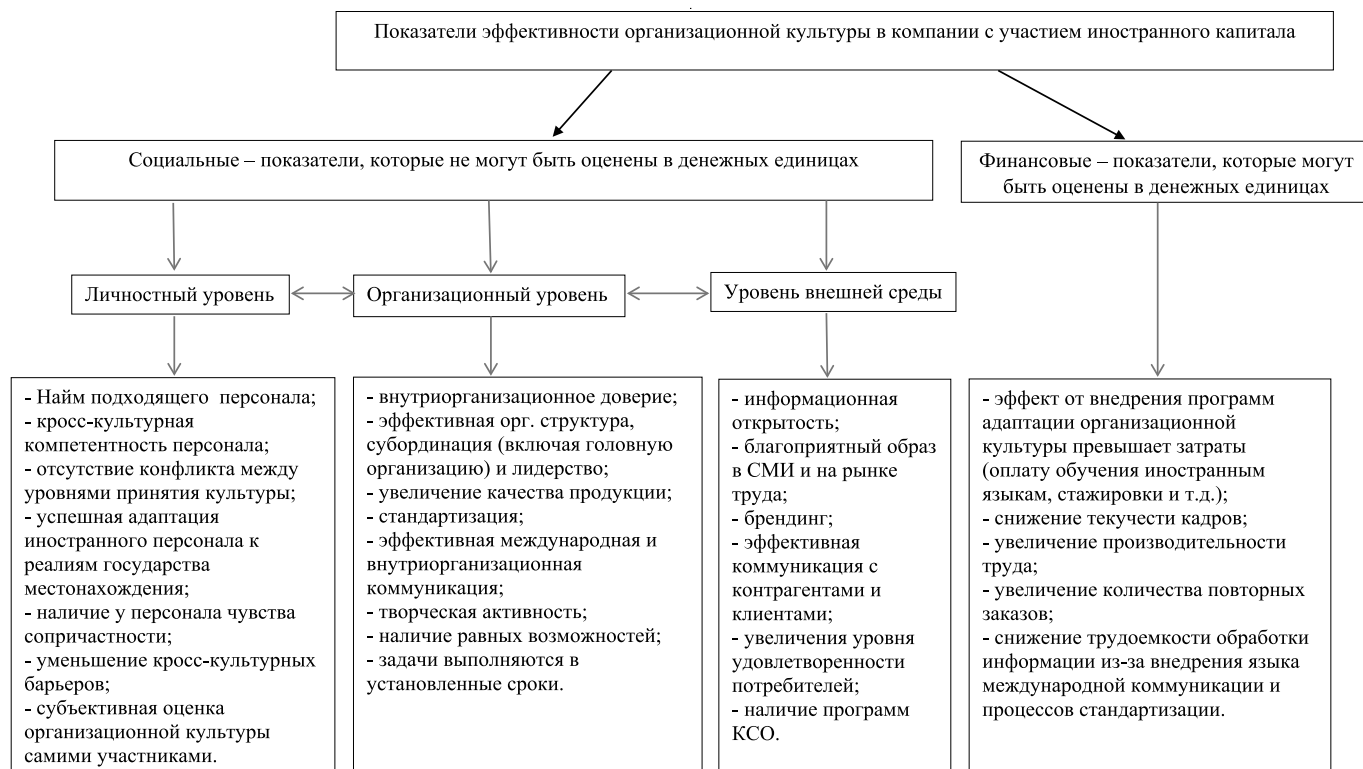 Показатели эффективности организационной культуры в компании с участием иностранного капитала
Социальные – показатели, которые не могут быть оценены в денежных единицах
Финансовые – показатели, которые могут
быть оценены в денежных единицах
Личностный уровень
Организационный уровень
Уровень внешней среды
- Найм подходящего персонала;
- кросс-культурная
компетентность персонала;
- отсутствие конфликта между
уровнями принятия культуры;
- успешная адаптация
иностранного персонала к
реалиям государства
местонахождения;
- наличие у персонала чувства
сопричастности;
- уменьшение кросс-культурных
барьеров;
- субъективная оценка
организационной культуры
самими участниками.
- внутриорганизационное доверие;
- эффективная орг. структура,
субординация (включая головную
организацию) и лидерство;
- увеличение качества продукции;
- стандартизация;
- эффективная международная и
внутриорганизационная
коммуникация;
- творческая активность;
- наличие равных возможностей;
- задачи выполняются в
установленные сроки.
- информационная
открытость;
- благоприятный образ
в СМИ и на рынке
труда;
- брендинг;
- эффективная
коммуникация с
контрагентами и
клиентами;
- увеличения уровня
удовлетворенности
потребителей;
- наличие программ
КСО.
- эффект от внедрения программ
адаптации организационной
культуры превышает затраты
(оплату обучения иностранным
языкам, стажировки и т.д.);
- снижение текучести кадров;
- увеличение производительности
труда;
- увеличение количества повторных
заказов;
- снижение трудоемкости обработки
информации из-за внедрения языка
международной коммуникации и
процессов стандартизации.